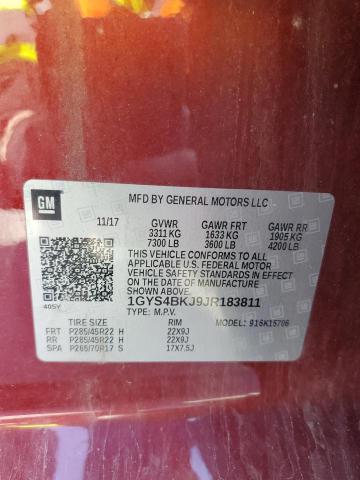 GM
MFD BY GENERAL MOTORS LLC
11/17 GVWR GAWR FRT GAWR RR
3311 KG 1633 KG 1905 KG
7300 LB 3600 LB 4200 LB
THIS VEHICLE CONFORMS TO ALL APPLICABLE
U.S. FEDERAL MOTOR VEHICLE
SAFETY STANDARDS IN EFFECT ON THE DATE
OF MANUFACTURE SHOWN ABOVE.
1GYS4BKJ9JR183811
40SY TYPE: M.P.V. MODEL: 916K15706
TIRE SIZE RIM
FRT P285/45R22 H 22X9J
RR P285/45R22 H 22X9J
SPA P265/70R17 S 17X7.5J